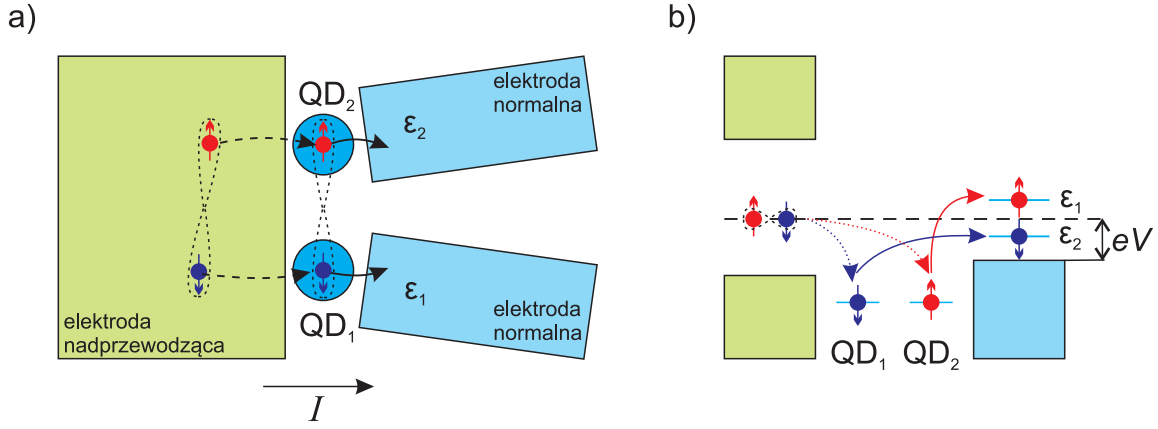 a)
elektroda
normalna
QD₂
ε₂
elektroda
normalna
ε₁
QD₁
elektroda
nadprzewodząca
I
b)
ε₁
ε₂
eV
QD₁
QD₂